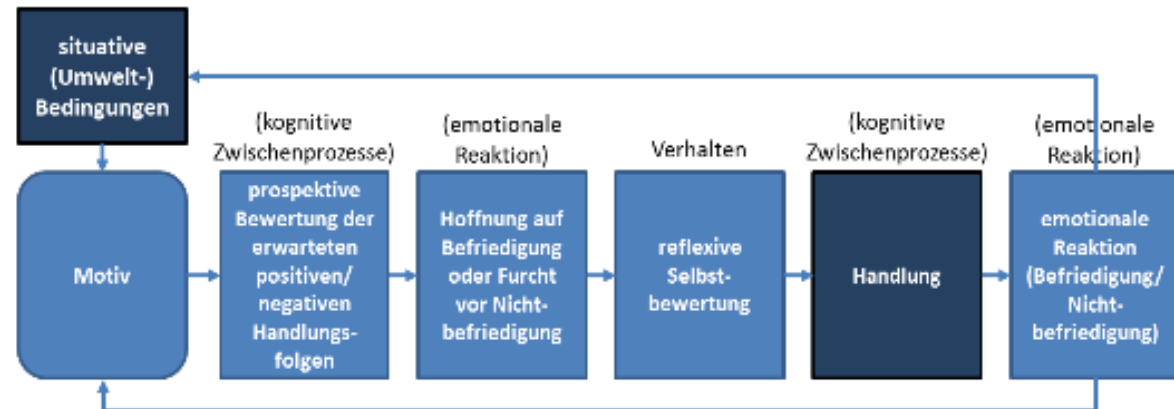 situative
(Umwelt-)
Bedingungen
(kognitive
Zwischenprozesse)
(emotionale
Reaktion)
Verhalten
(kognitive
Zwischenprozesse)
(emotionale
Reaktion)
Motiv
prospektive
Bewertung der
erwarteten
positiven/
negativen
Handlungs-
folgen
Hoffnung auf
Befriedigung
oder Furcht
vor Nicht-
befriedigung
reflexive
Selbst-
bewertung
Handlung
emotionale
Reaktion
(Befriedigung/
Nicht-
befriedigung)